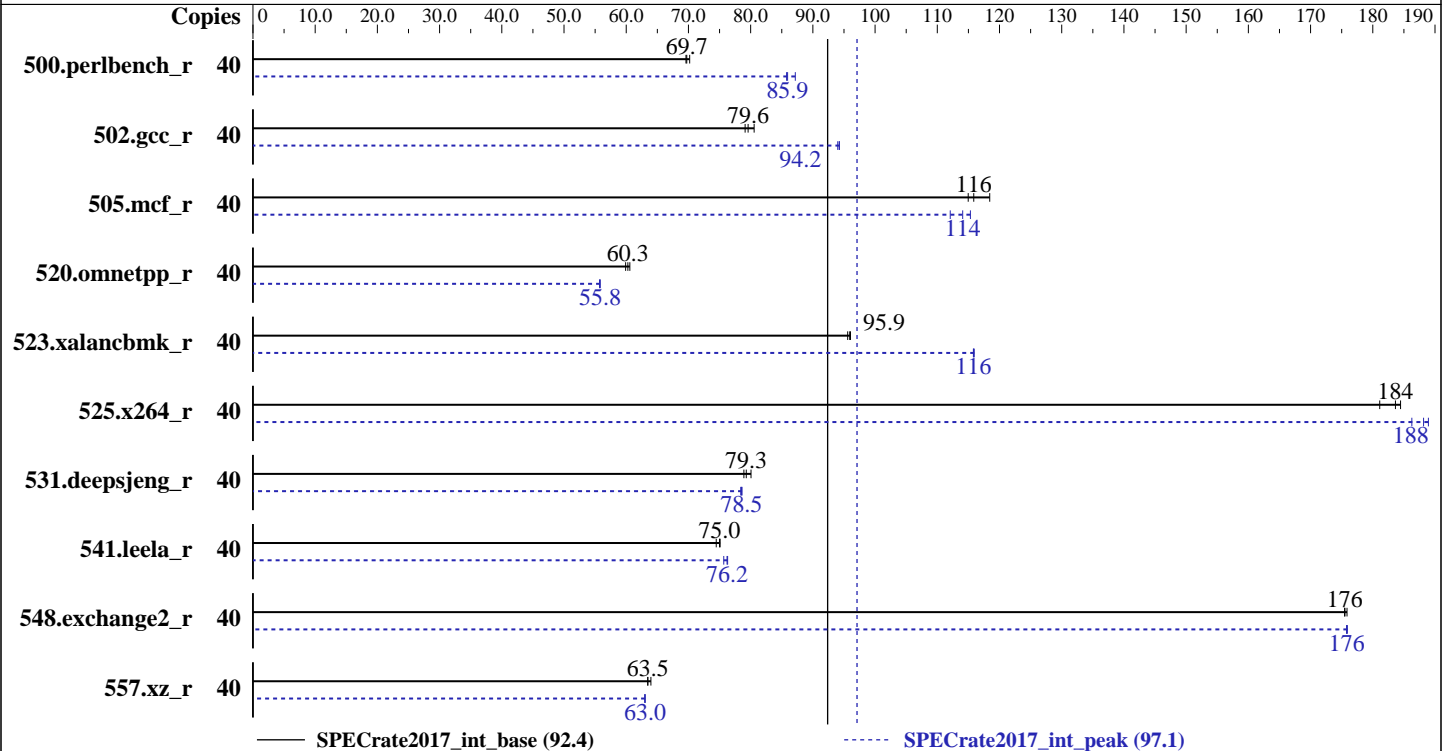 Copies 0 10.0 20.0 30.0 40.0 50.0 60.0 70.0 80.0 90.0 100 110 120 130 140 150 160 170 180 190
500.perlbench_r 40 69.7
85.9
502.gcc_r 40 79.6
94.2
505.mcf_r 40 116
114
520.omnetpp_r 40 60.3
55.8
523.xalancbmk_r 40 95.9
116
525.x264_r 40 184
188
531.deepsjeng_r 40 79.3
78.5
541.leela_r 40 75.0
76.2
548.exchange2_r 40 176
176
557.xz_r 40 63.5
63.0
SPECrate2017_int_base (92.4) SPECrate2017_int_peak (97.1)